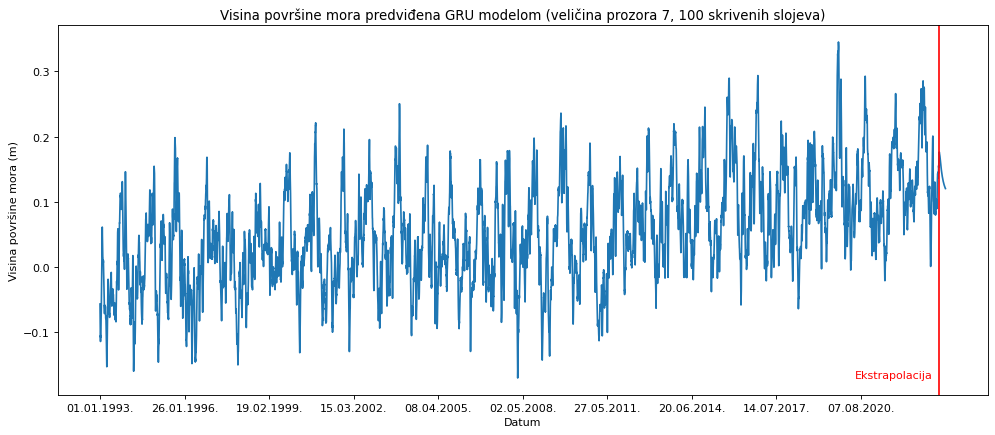 Visina površine mora predviđena GRU modelom (veličina prozora 7, 100 skrivenih slojeva)
Visina površine mora (m)
0.3
0.2
0.1
0.0
−0.1
Ekstrapolacija
01.01.1993. 26.01.1996. 19.02.1999. 15.03.2002. 08.04.2005. 02.05.2008. 27.05.2011. 20.06.2014. 14.07.2017. 07.08.2020.
Datum